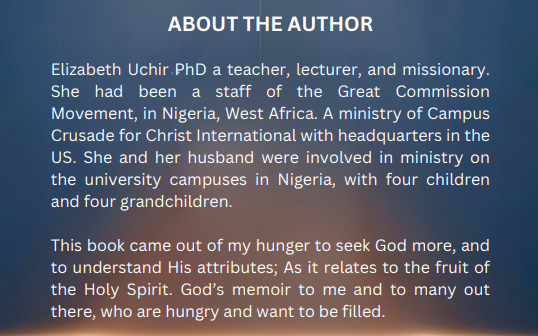 ABOUT THE AUTHOR
Elizabeth Uchir PhD a teacher, lecturer, and missionary.
She had been a staff of the Great Commission
Movement, in Nigeria, West Africa. A ministry of Campus
Crusade for Christ International with headquarters in the
US. She and her husband were involved in ministry on
the university campuses in Nigeria, with four children
and four grandchildren.
This book came out of my hunger to seek God more, and
to understand His attributes; As it relates to the fruit of
the Holy Spirit. God’s memoir to me and to many out
there, who are hungry and want to be filled.